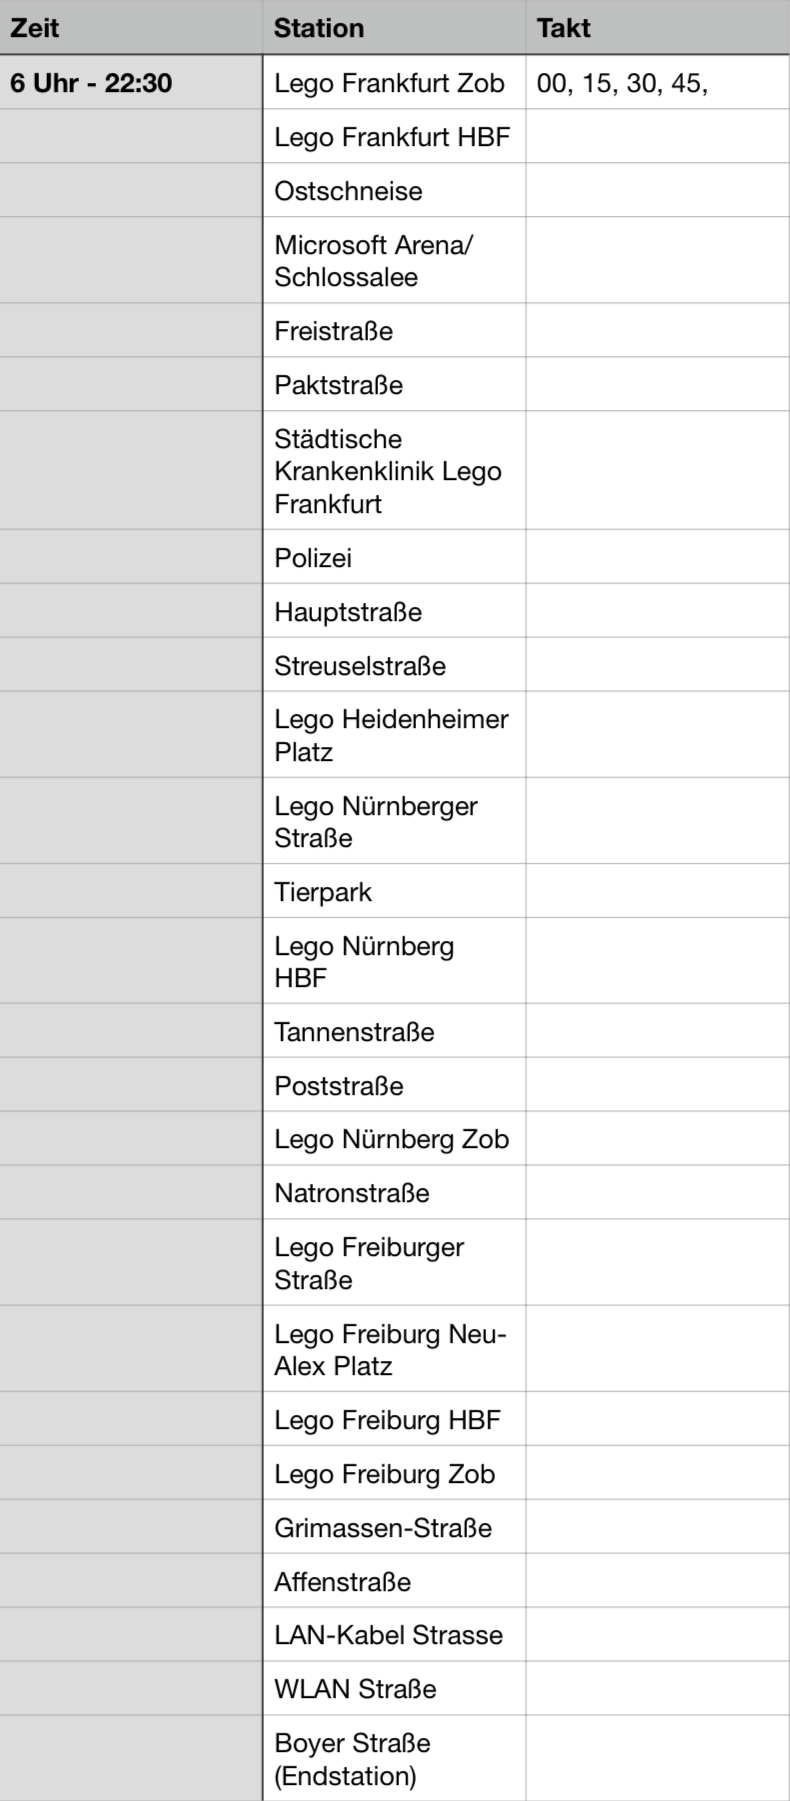 Zeit Station Takt
6 Uhr - 22:30 Lego Frankfurt Zob 00, 15, 30, 45,
Lego Frankfurt HBF
Ostschneise
Microsoft Arena/
Schlossalee
Freistraße
Paktstraße
Städtische
Krankenklinik Lego
Frankfurt
Polizei
Hauptstraße
Streuselstraße
Lego Heidenheimer
Platz
Lego Nürnberger
Straße
Tierpark
Lego Nürnberg
HBF
Tannenstraße
Poststraße
Lego Nürnberg Zob
Natronstraße
Lego Freiburger
Straße
Lego Freiburg Neu-
Alex Platz
Lego Freiburg HBF
Lego Freiburg Zob
Grimassen-Straße
Affenstraße
LAN-Kabel Strasse
WLAN Straße
Boyer Straße
(Endstation)